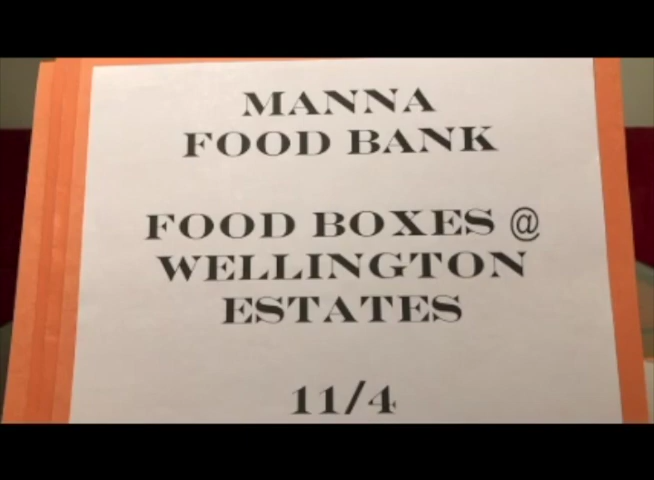 MANNA
FOOD BANK
FOOD BOXES @
WELLINGTON
ESTATES
11/4